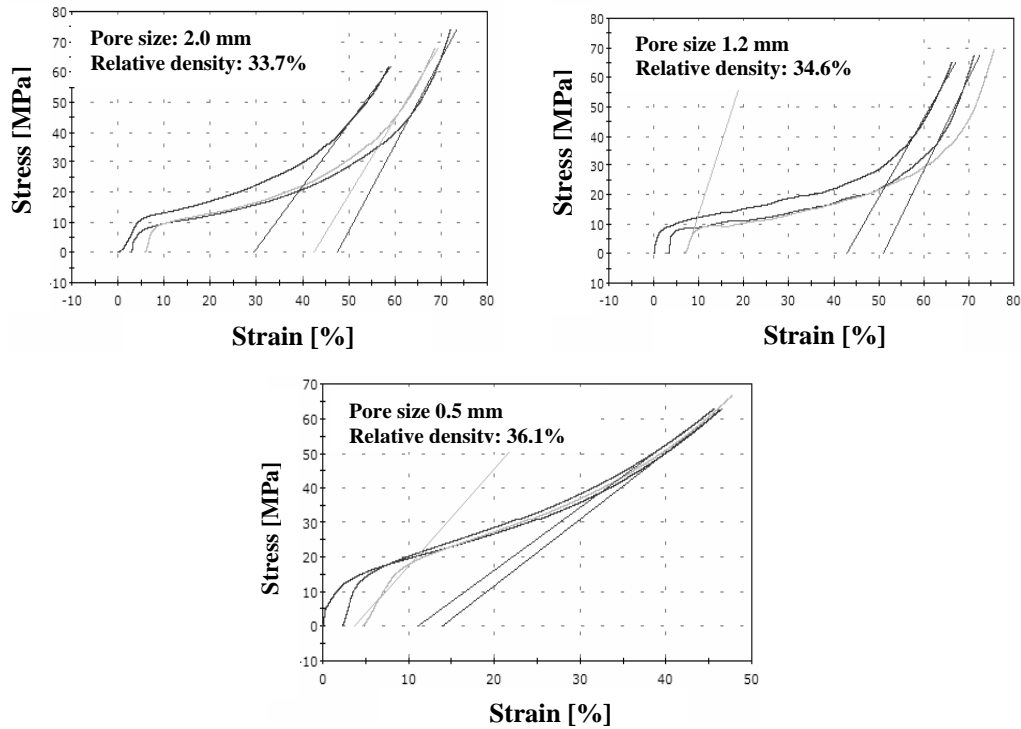 Pore size: 2.0 mm
Relative density: 33.7%
Stress [MPa]
80
70
60
50
40
30
20
10
0
10
-10 0 10 20 30 40 50 60 70 80
Strain [%]
Pore size 1.2 mm
Relative density: 34.6%
Stress [MPa]
80
70
60
50
40
30
20
10
0
10
-10 0 10 20 30 40 50 60 70 80
Strain [%]
Pore size 0.5 mm
Relative density: 36.1%
Stress [MPa]
70
60
50
40
30
20
10
0
-10
0 10 20 30 40 50
Strain [%]